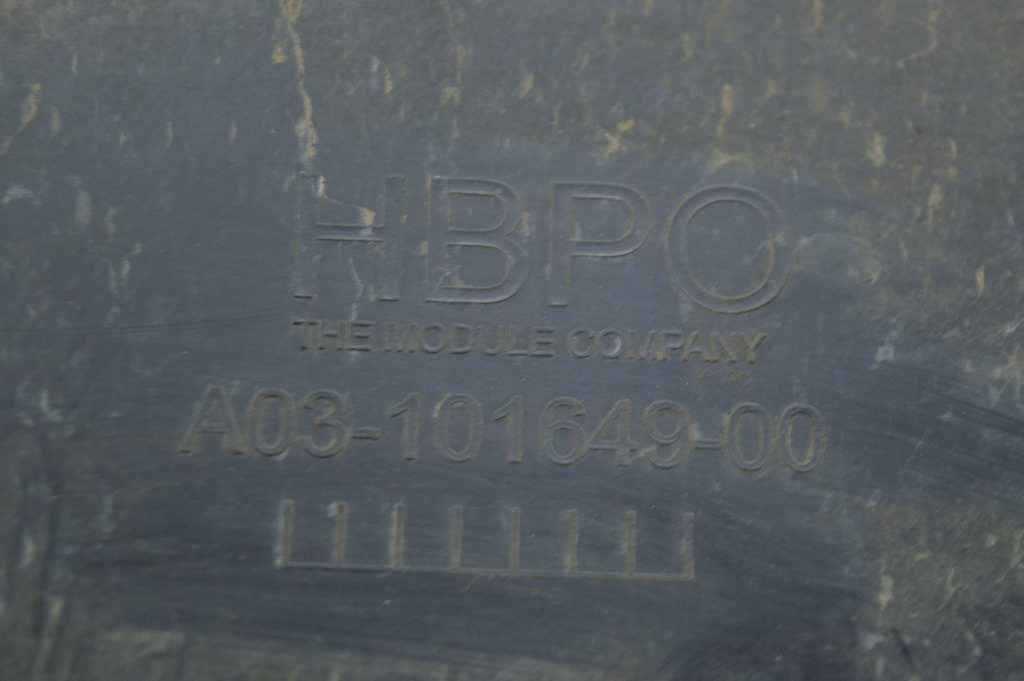 HBPO
THE MODULE COMPANY
A03-101649-00